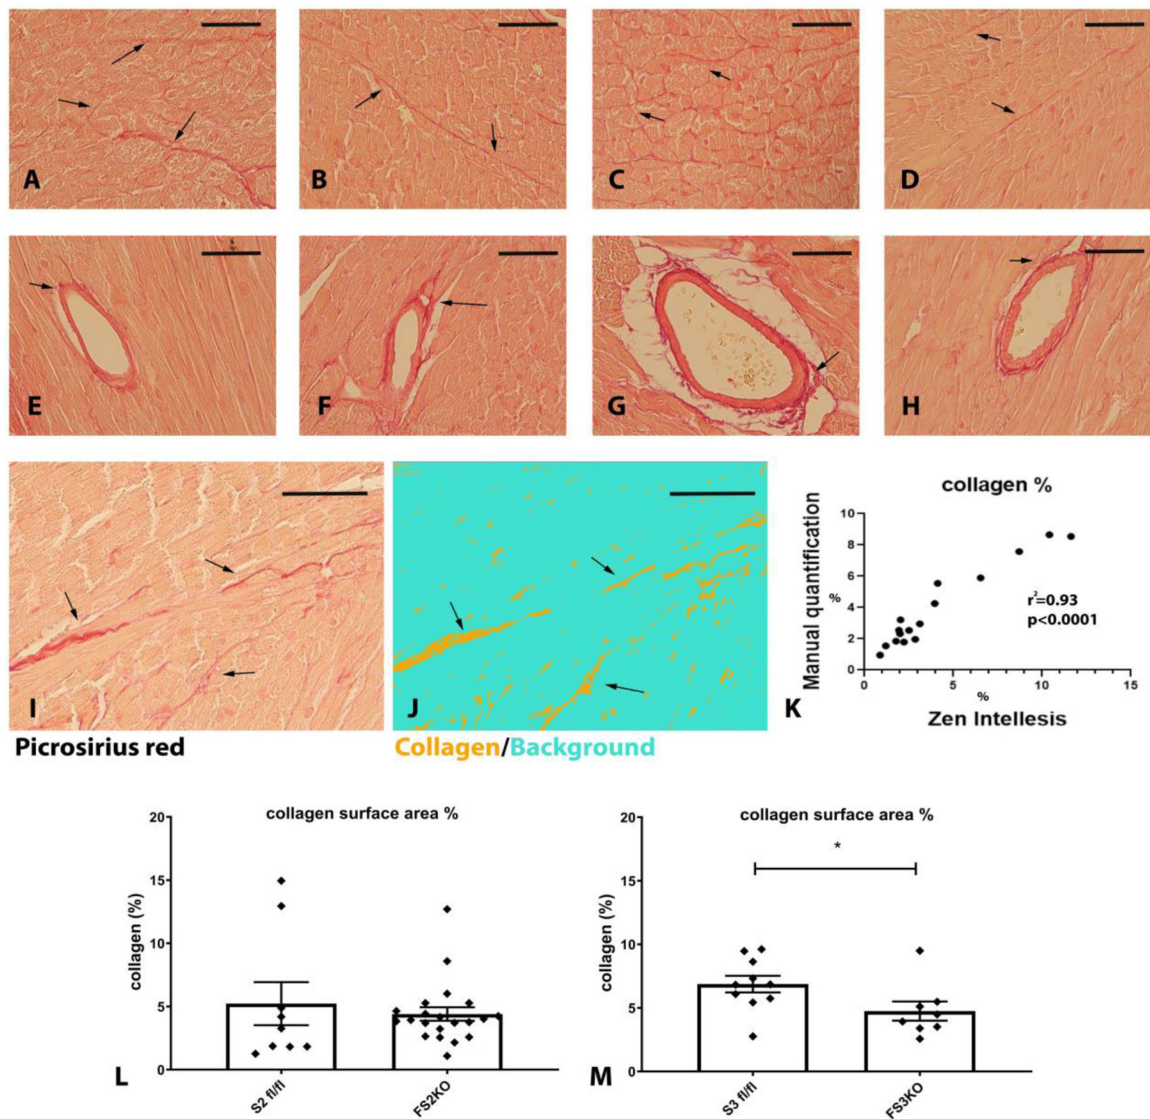 A
B
C
D
E
F
G
H
I
Picrosirius red
J
Collagen/Background
collagen %
Manual quantification
%
10
8
6
4
2
0
r²=0.93
p<0.0001
0
5
10
15
%
Zen Intellesis
K
collagen surface area %
collagen (%)
20
15
10
5
0
S2 fl/fl
FS2KO
L
collagen surface area %
collagen (%)
20
15
10
5
0
*
S3 fl/fl
FS3KO
M